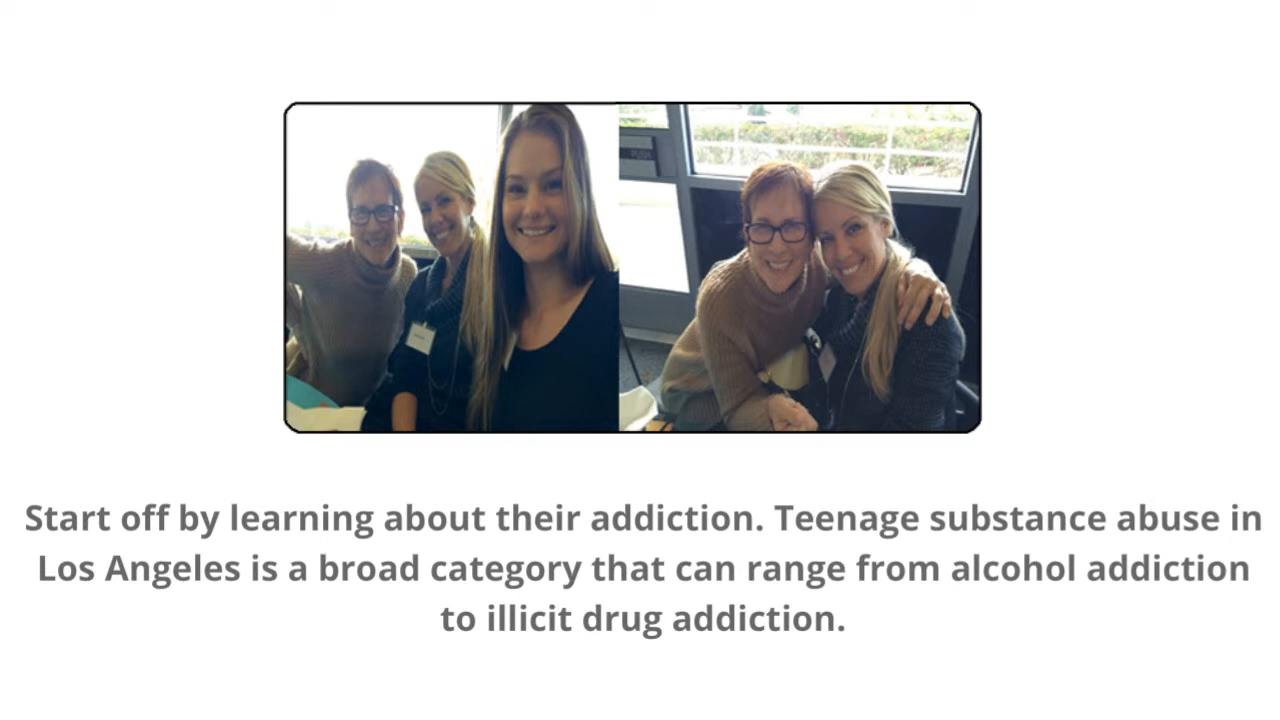 Start off by learning about their addiction. Teenage substance abuse in
Los Angeles is a broad category that can range from alcohol addiction
to illicit drug addiction.